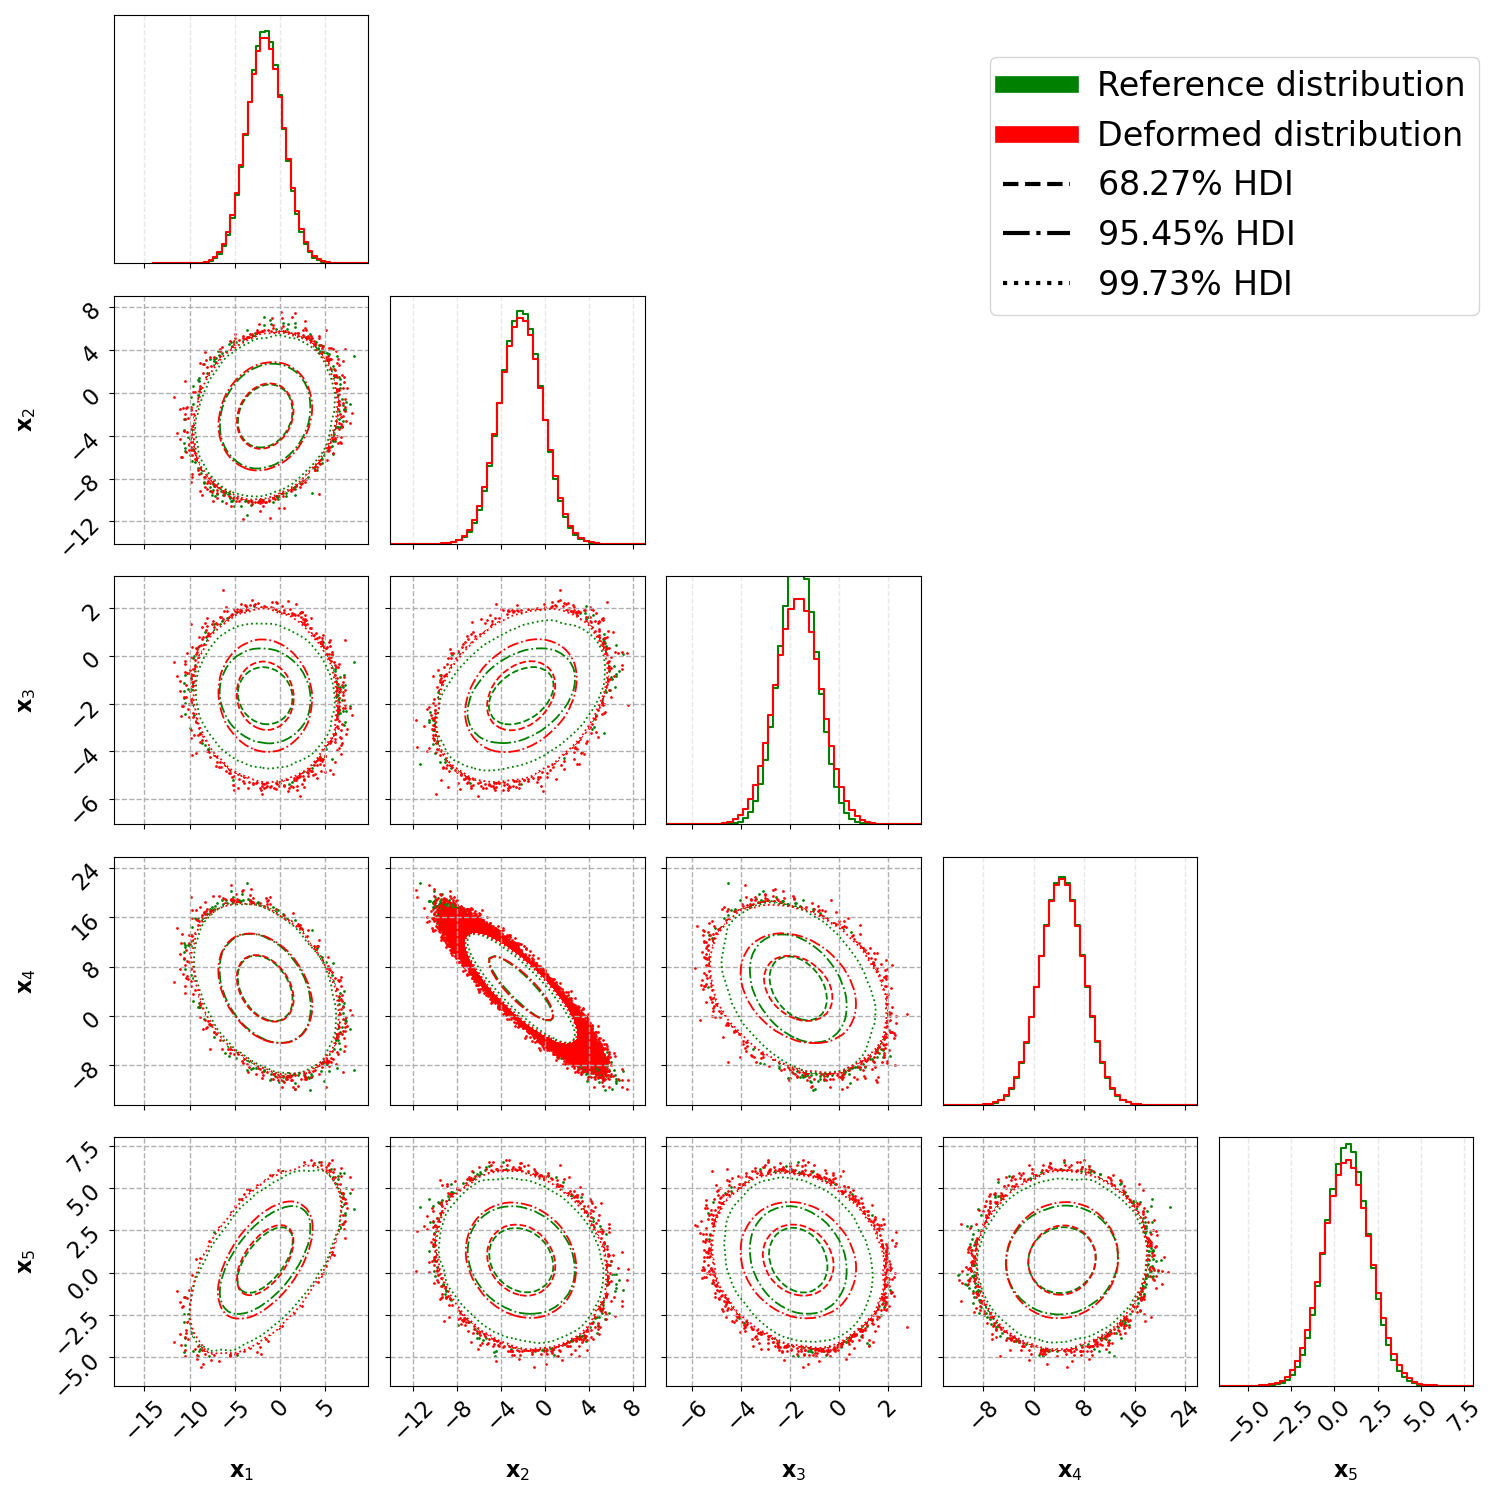 Reference distribution
Deformed distribution
68.27% HDI
95.45% HDI
99.73% HDI
8
4
0
−4
−8
−12
x₂
2
0
−2
−4
−6
x₃
24
16
8
0
−8
x₄
7.5
5.0
2.5
0.0
−2.5
−5.0
x₅
−15 −10 −5 0 5
−12 −8 −4 0 4 8
−6 −4 −2 0 2
−8 0 8 16 24
−5.0 −2.5 0.0 2.5 5.0 7.5
x₁ x₂ x₃ x₄ x₅